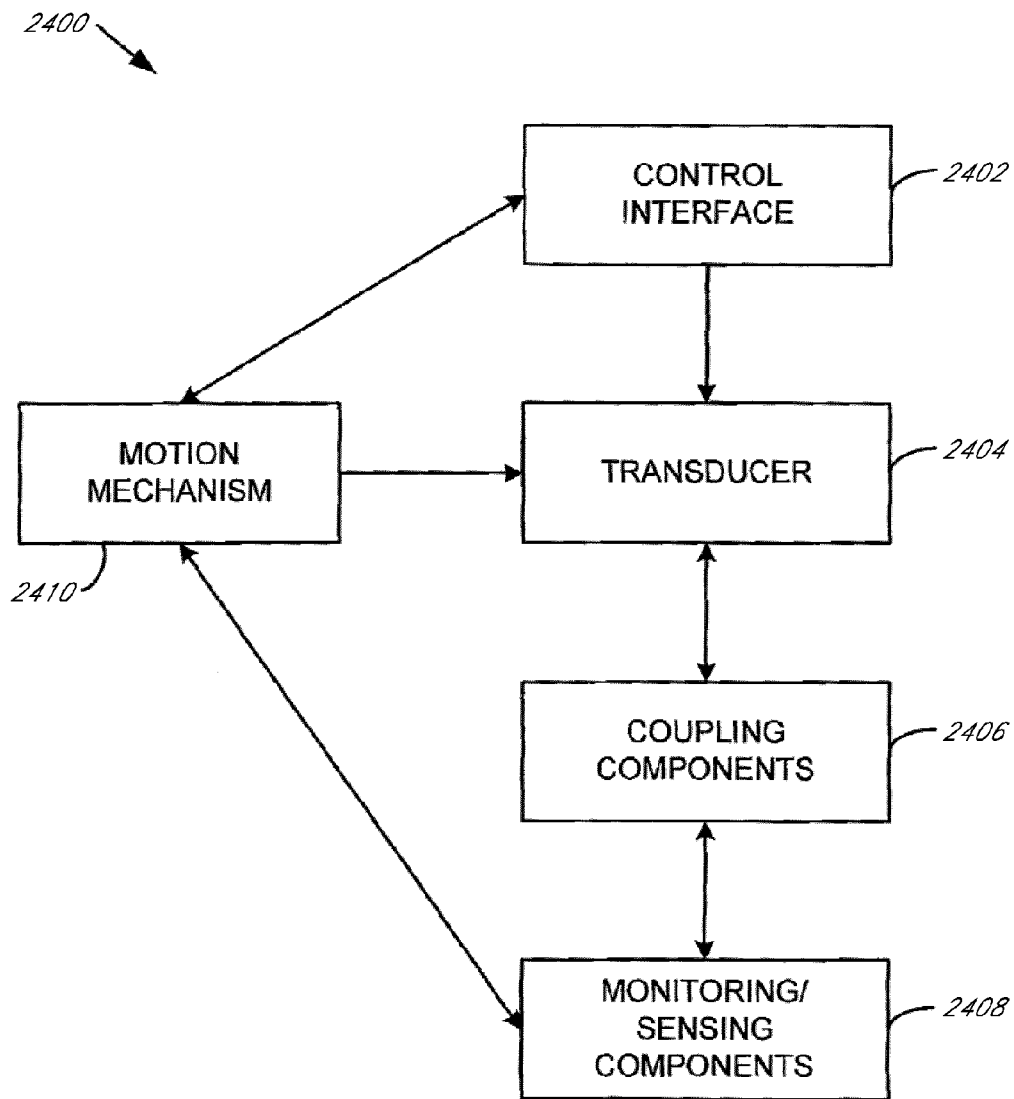 2400
CONTROL
INTERFACE
2402
MOTION
MECHANISM
2410
TRANSDUCER
2404
COUPLING
COMPONENTS
2406
MONITORING/
SENSING
COMPONENTS
2408